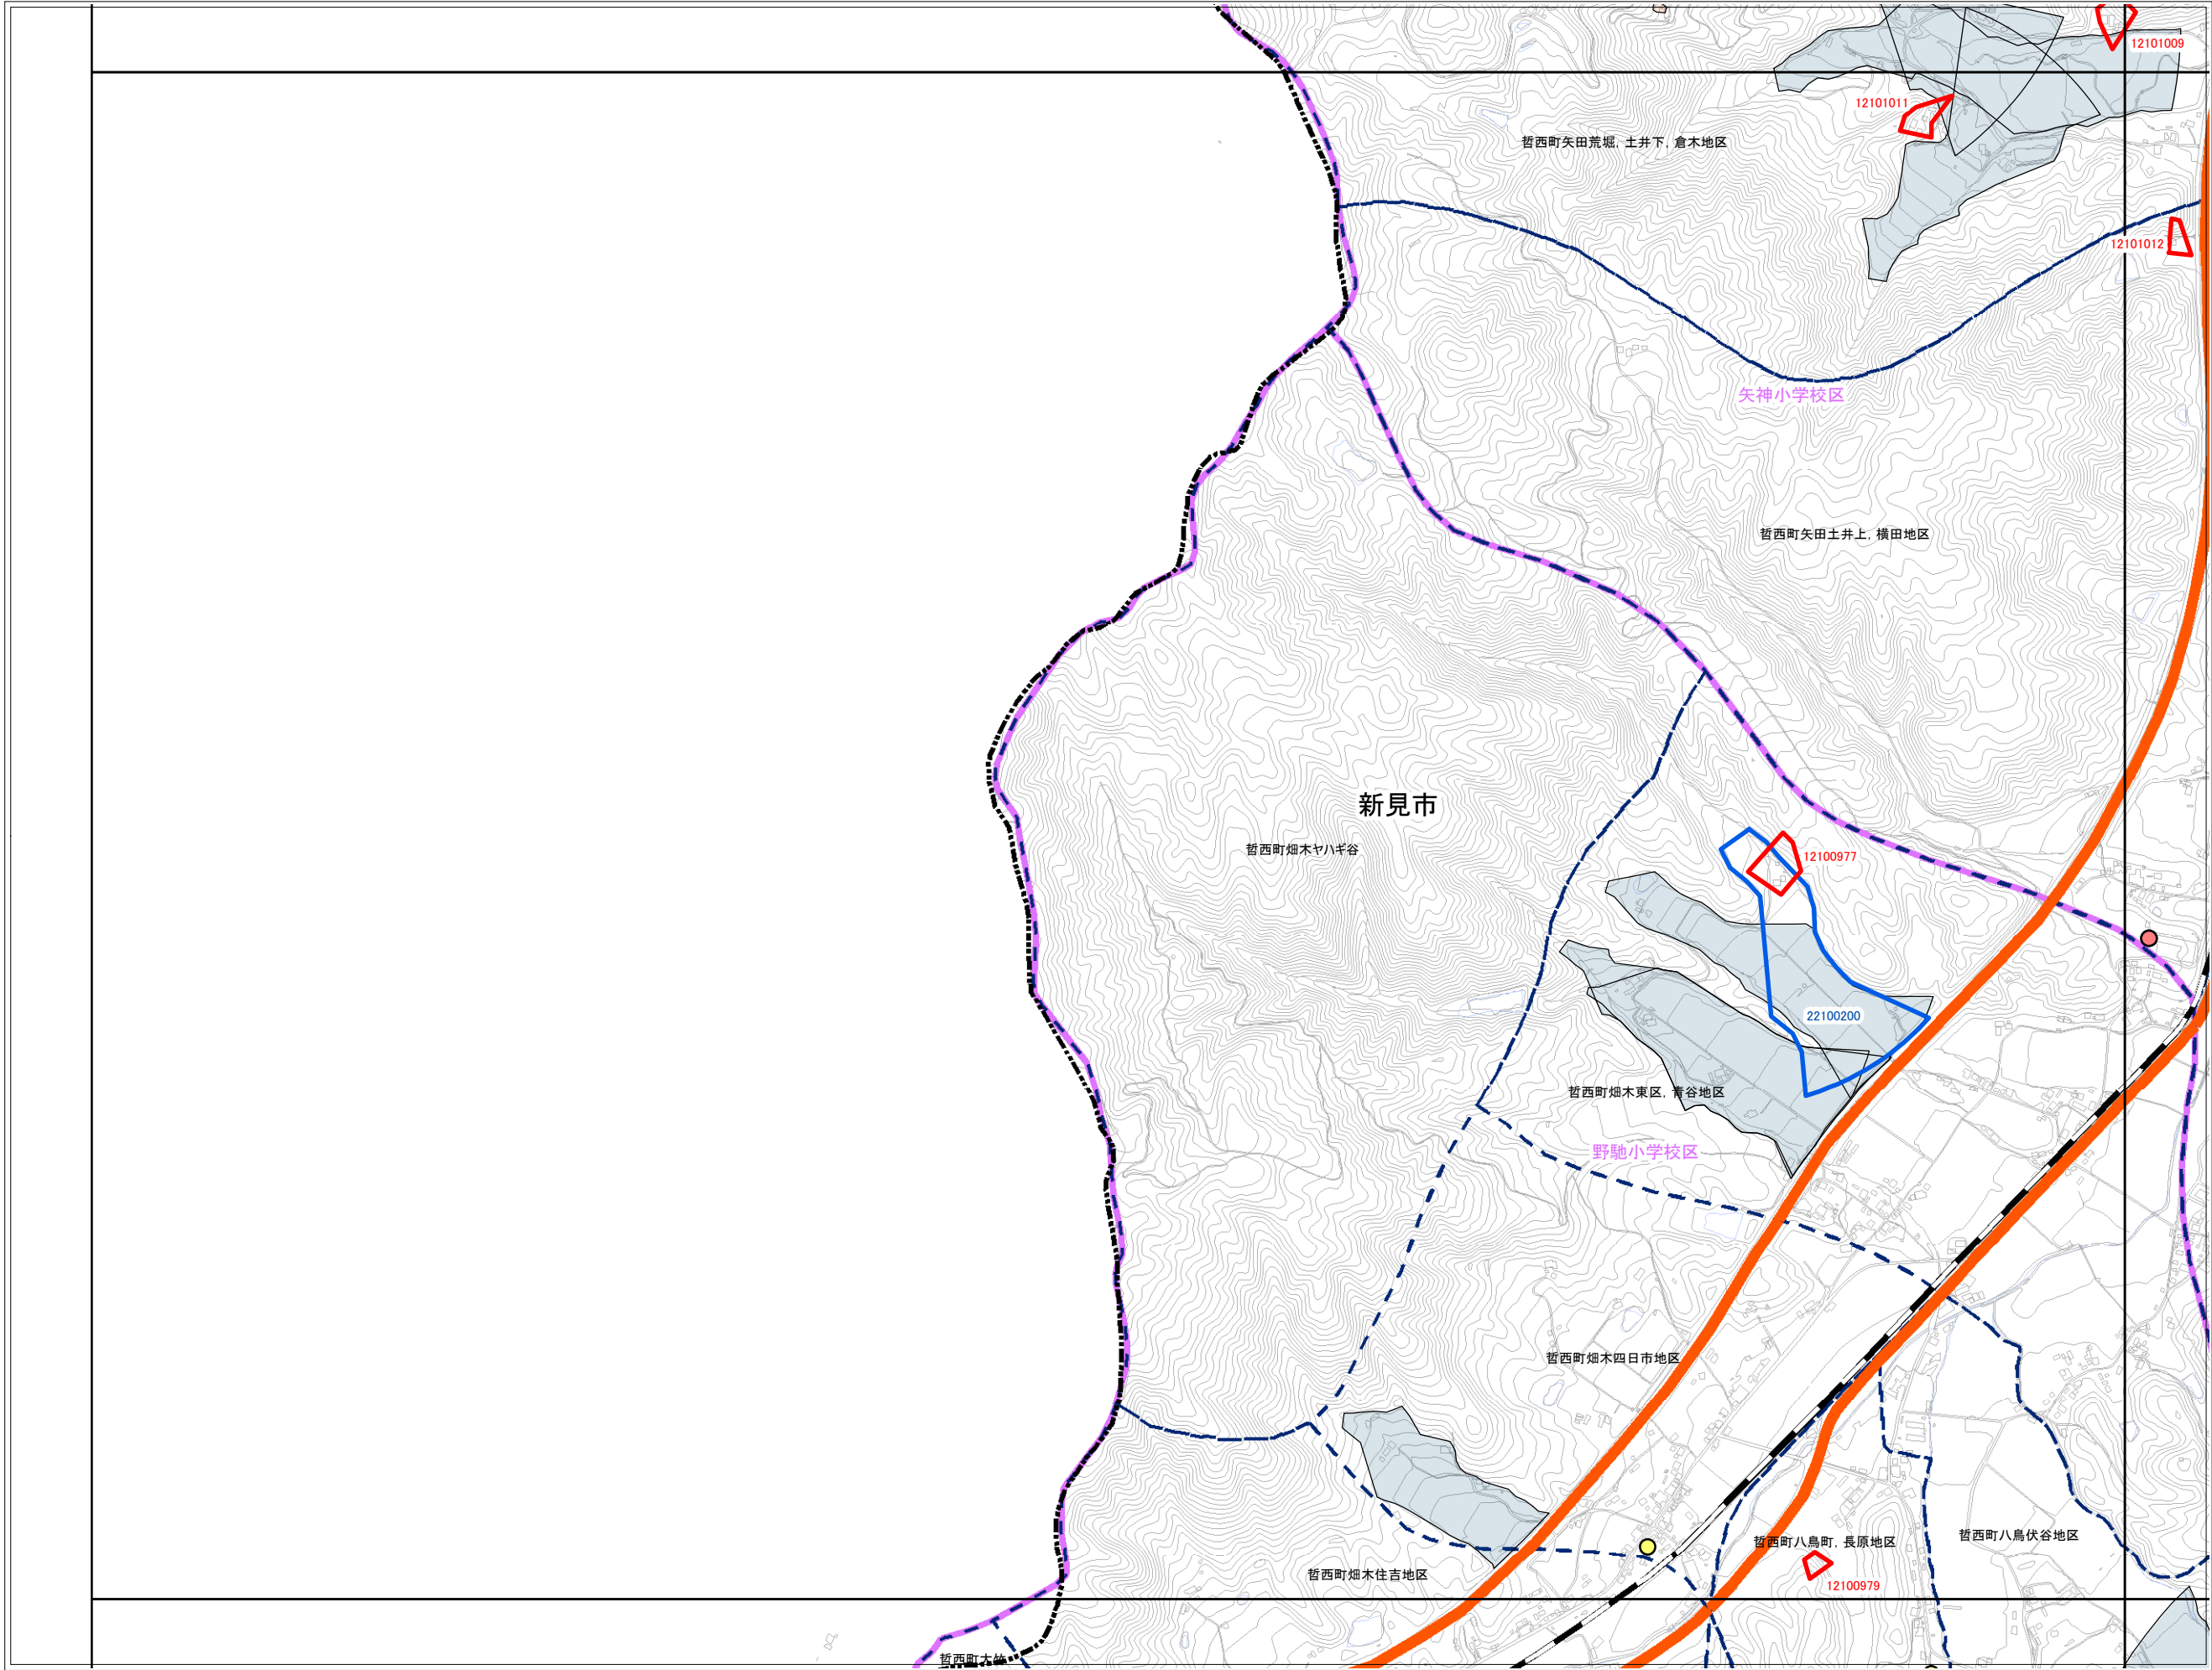 12101009
12101011
哲西町矢田荒堀, 土井下, 倉木地区
12101012
矢神小学校区
哲西町矢田土井上, 横田地区
新見市
哲西町畑木ヤハギ谷
12100977
22100200
哲西町畑木東区, 青谷地区
野馳小学校区
哲西町畑木四日市地区
哲西町八鳥伏谷地区
哲西町八鳥町, 長原地区
哲西町畑木住吉地区
12100979
哲西町大竹